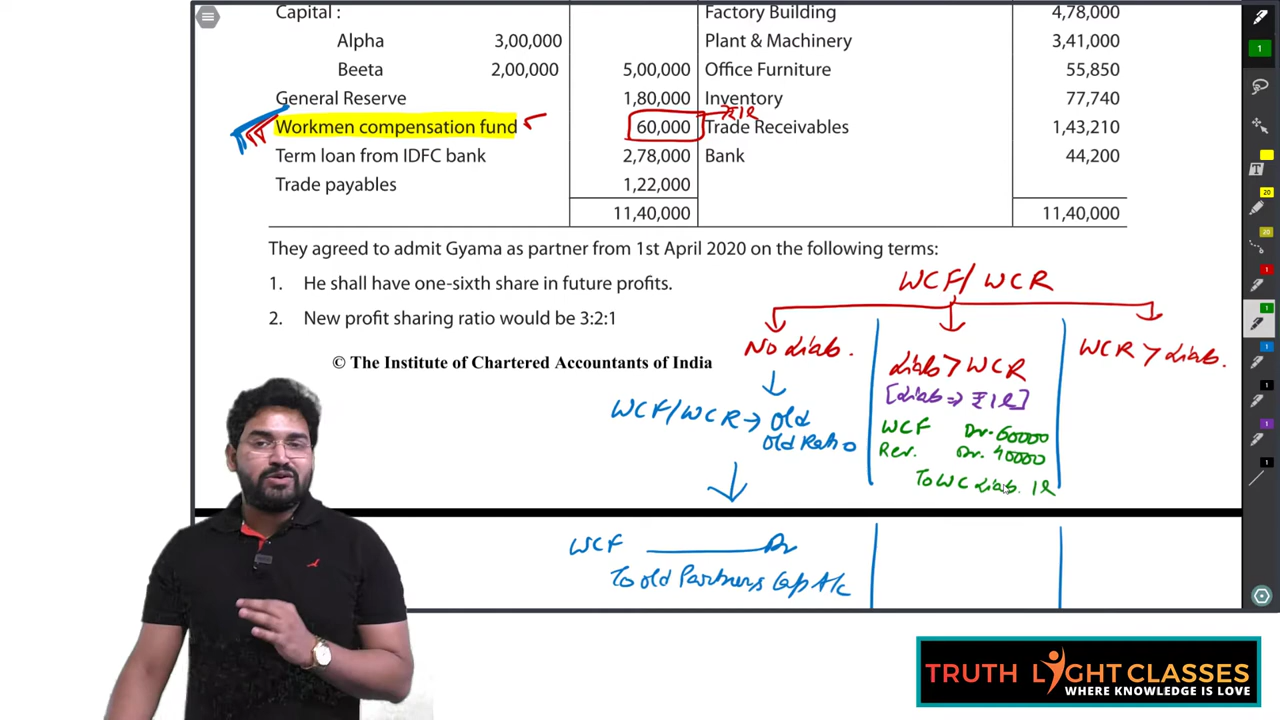 Capital :
Factory Building 4,78,000
Alpha 3,00,000 Plant & Machinery 3,41,000
Beeta 2,00,000 5,00,000 Office Furniture 55,850
General Reserve 1,80,000 Inventory 77,740
₹1l
Workmen compensation fund 60,000 Trade Receivables 1,43,210
Term loan from IDFC bank 2,78,000 Bank 44,200
Trade payables 1,22,000
11,40,000 11,40,000
They agreed to admit Gyama as partner from 1st April 2020 on the following terms:
1. He shall have one-sixth share in future profits.
2. New profit sharing ratio would be 3:2:1
© The Institute of Chartered Accountants of India
WCF/WCR
No Liab.
WCF/WCR → Old
Old Ratio
WCF Dr
To old Partners Cap A/c
Liab > WCR
[Liab → ₹1l]
WCF Dr. 60000
Rev. Dr. 40000
To WC Liab. 1l
WCR > Liab.
TRUTH LIGHT CLASSES
WHERE KNOWLEDGE IS LOVE